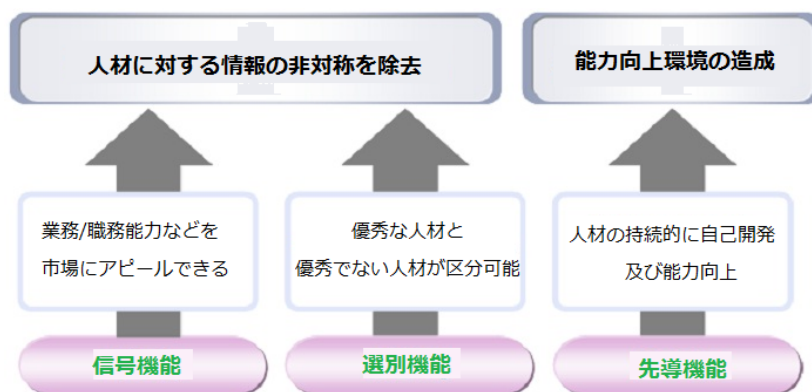 人材に対する情報の非対称を除去
能力向上環境の造成
業務/職務能力などを
市場にアピールできる
優秀な人材と
優秀でない人材が区分可能
人材の持続的に自己開発
及び能力向上
信号機能
選別機能
先導機能